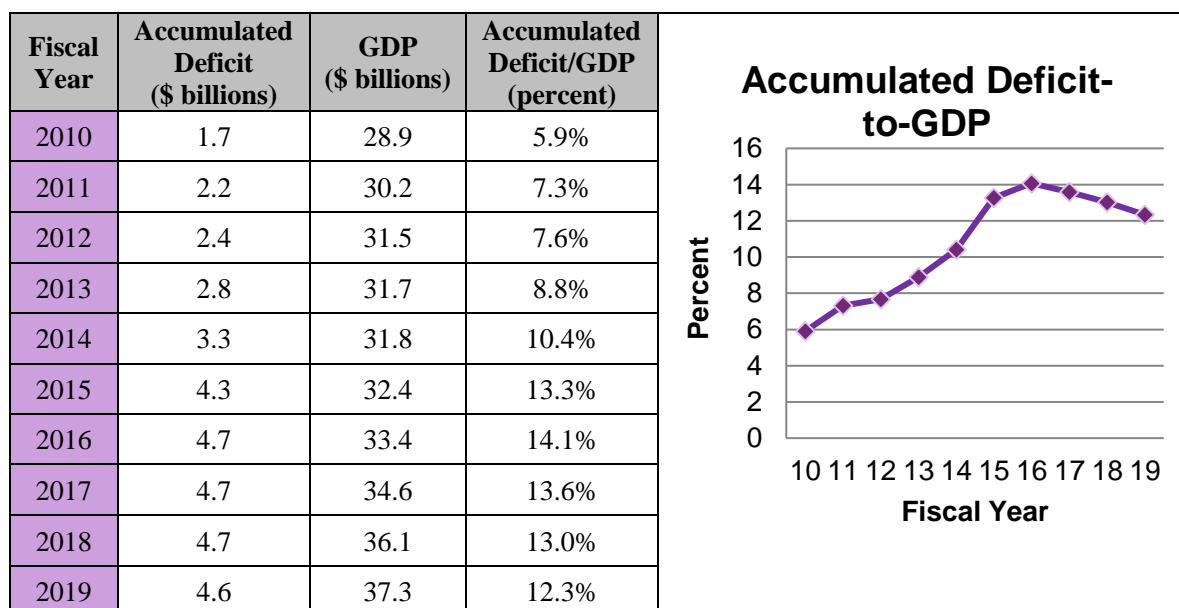 Fiscal Year
Accumulated Deficit ($ billions)
GDP ($ billions)
Accumulated Deficit/GDP (percent)
2010 1.7 28.9 5.9%
2011 2.2 30.2 7.3%
2012 2.4 31.5 7.6%
2013 2.8 31.7 8.8%
2014 3.3 31.8 10.4%
2015 4.3 32.4 13.3%
2016 4.7 33.4 14.1%
2017 4.7 34.6 13.6%
2018 4.7 36.1 13.0%
2019 4.6 37.3 12.3%
Accumulated Deficit-
to-GDP
Percent
16
14
12
10
8
6
4
2
0
10 11 12 13 14 15 16 17 18 19
Fiscal Year